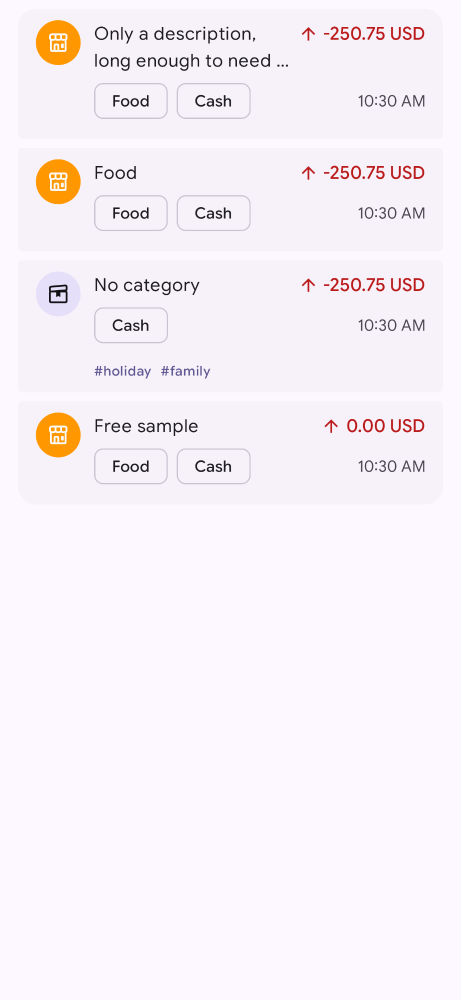 Only a description,
long enough to need ...
-250.75 USD
Food
Cash
10:30 AM
Food
-250.75 USD
Food
Cash
10:30 AM
No category
-250.75 USD
Cash
10:30 AM
#holiday #family
Free sample
0.00 USD
Food
Cash
10:30 AM